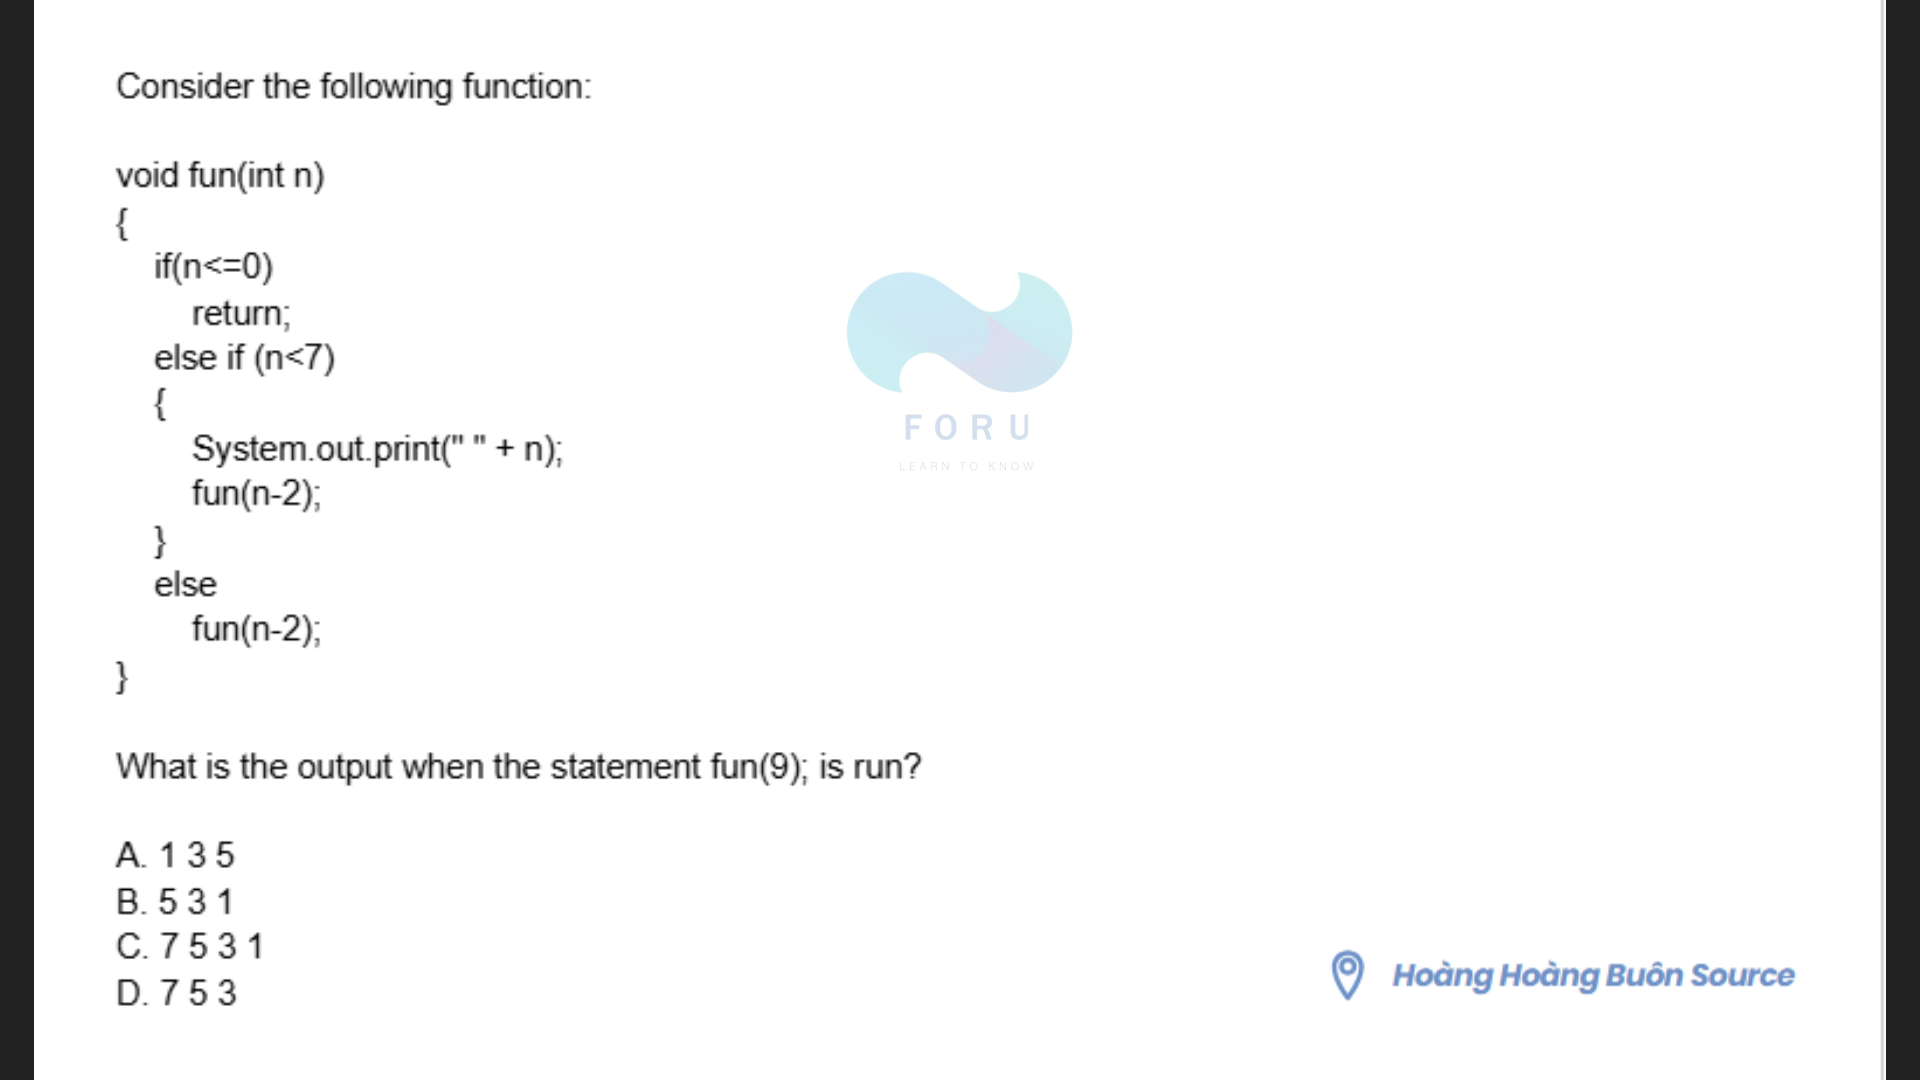 Consider the following function:
void fun(int n)
{
if(n<=0)
return;
else if (n<7)
{
System.out.print(" " + n);
fun(n-2);
}
else
fun(n-2);
}
FORU
LEARN TO KNOW
What is the output when the statement fun(9); is run?
A. 1 3 5
B. 5 3 1
C. 7 5 3 1
D. 7 5 3
Hoàng Hoàng Buôn Source